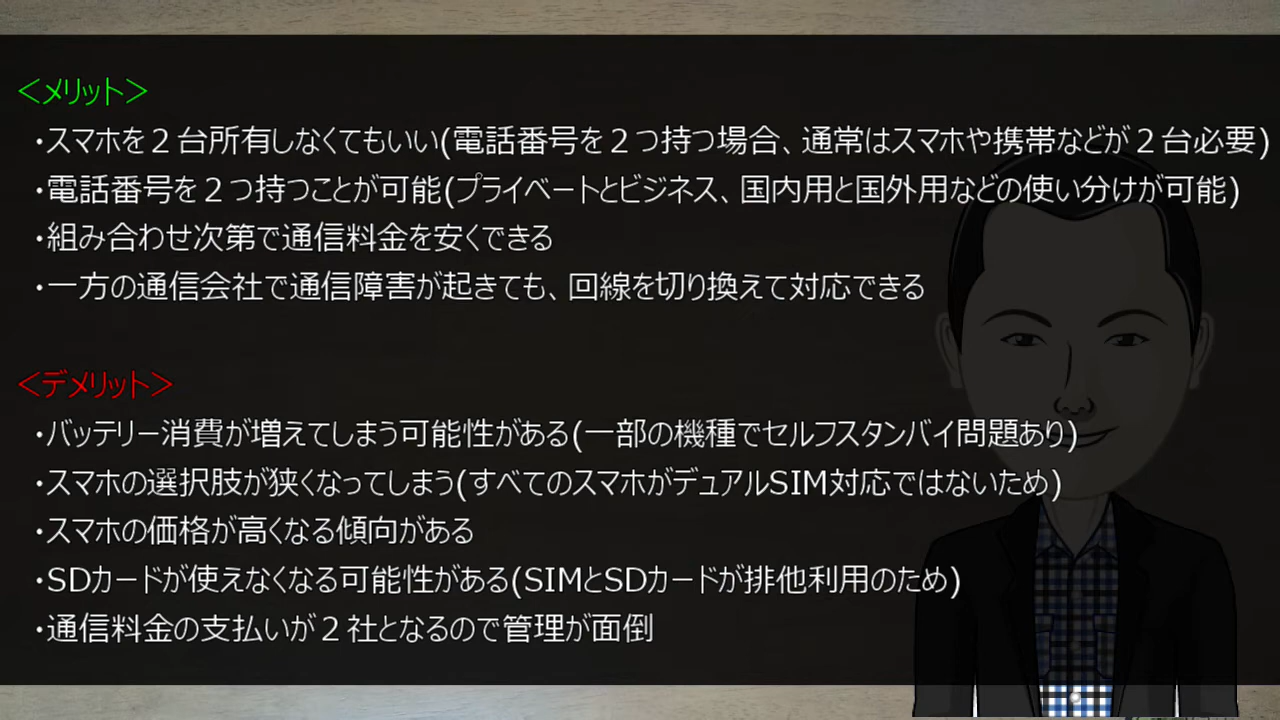 ＜メリット＞
・スマホを２台所有しなくてもいい(電話番号を２つ持つ場合、通常はスマホや携帯などが２台必要)
・電話番号を２つ持つことが可能(プライベートとビジネス、国内用と国外用などの使い分けが可能)
・組み合わせ次第で通信料金を安くできる
・一方の通信会社で通信障害が起きても、回線を切り換えて対応できる
＜デメリット＞
・バッテリー消費が増えてしまう可能性がある(一部の機種でセルフスタンバイ問題あり)
・スマホの選択肢が狭くなってしまう(すべてのスマホがデュアルSIM対応ではないため)
・スマホの価格が高くなる傾向がある
・SDカードが使えなくなる可能性がある(SIMとSDカードが排他利用のため)
・通信料金の支払いが２社となるので管理が面倒